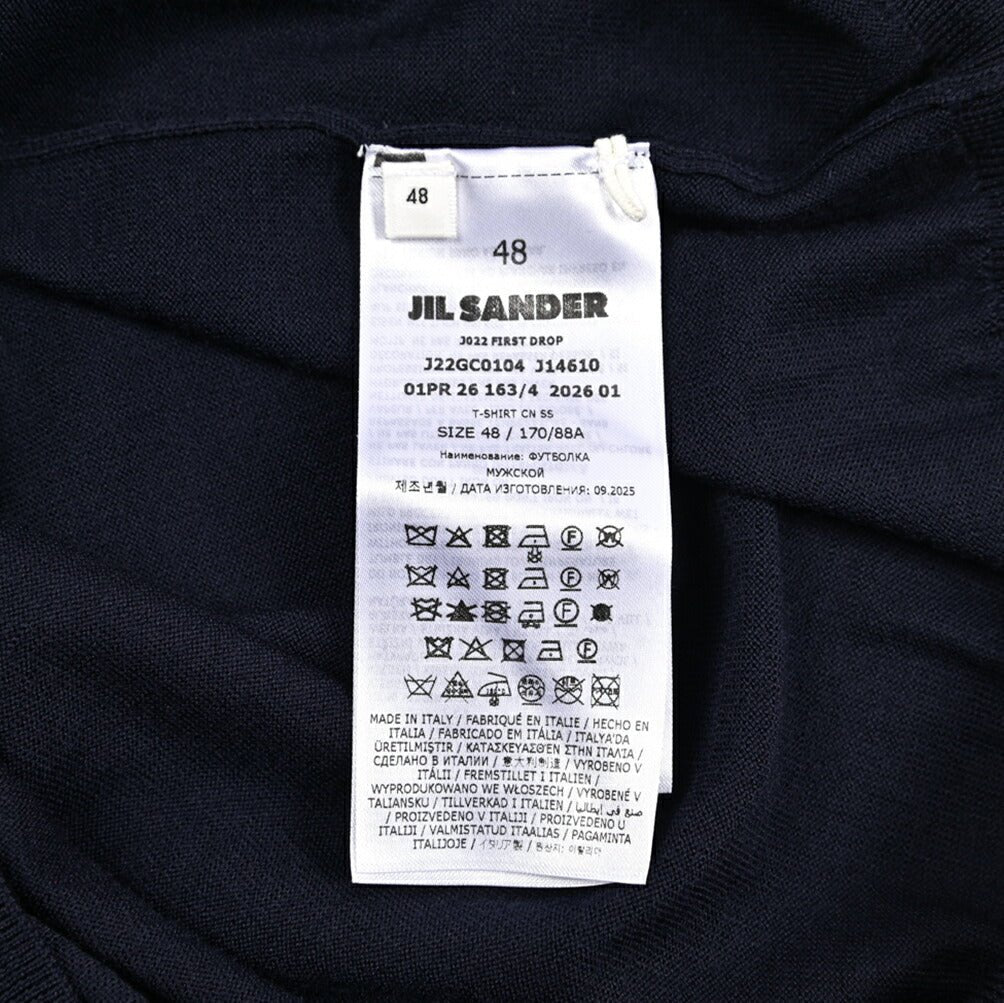 48
48
JIL SANDER
J022 FIRST DROP
J22GC0104 J14610
01PR 26 163/4 2026 01
T-SHIRT CN SS
SIZE 48 / 170/88A
Наименование: ФУТБОЛКА
МУЖСКОЙ
제조년월 / ДАТА ИЗГОТОВЛЕНИЯ: 09.2025
MADE IN ITALY / FABRIQUÉ EN ITALIE / HECHO EN
ITALIA / FABRICADO EM ITÁLIA / ITALYA'DA
ÜRETILMIŞTIR / ΚΑΤΑΣΚΕΥΑΣΘΕΝ ΣΤΗΝ ΙΤΑΛΙΑ /
СДЕЛАНО В ИТАЛИИ / 意大利制造 / VYROBENO V
ITÁLII / FREMSTILLET I ITALIEN /
WYPRODUKOWANO WE WŁOSZECH / VYROBENÉ V
TALIANSKU / TILLVERKAD I ITALIEN / صنع في إيطاليا
/ PROIZVEDENO V ITALIJI / PROIZVEDENO U
ITALIJI / VALMISTATUD ITAALIAS / PAGAMINTA
ITALIJOJE / イタリア製 / 원산지: 이탈리아